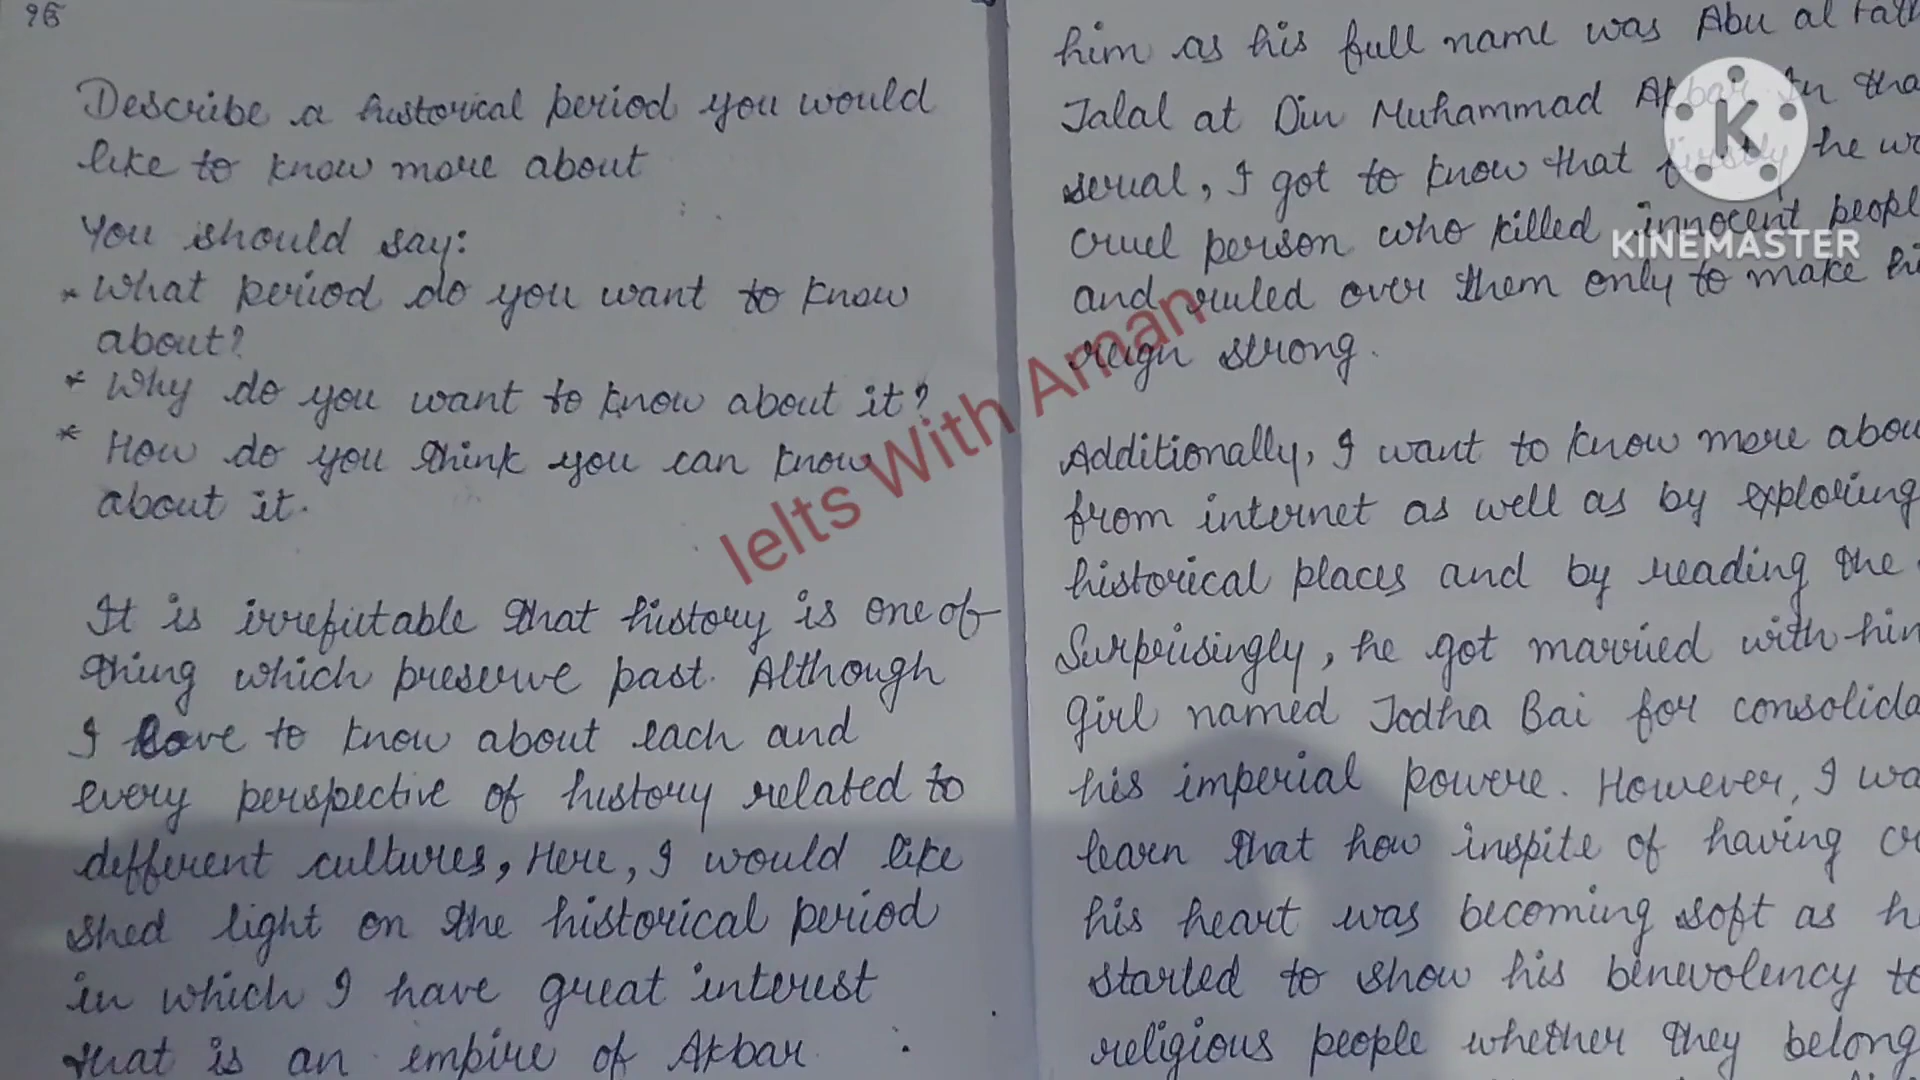 96
Describe a historical period you would
like to know more about
You should say:
* What period do you want to know
about?
* Why do you want to know about it?
* How do you think you can know
about it.
It is irrefutable that history is one of
thing which preserve past. Although
I love to know about each and
every perspective of history related to
different cultures, Here, I would like
shed light on the historical period
in which I have great interest
that is an empire of Akbar
him as his full name was Abu al
Jalal at Din Muhammad Akbar. In
serial, I got to know that firstly he
cruel person who killed innocent
and ruled over them only to make
reign strong.
Additionally, I want to know more
from internet as well as by exploring
historical places and by reading the
Surprisingly, he got married with
girl named Jodha Bai for
his imperial powere. However, I
learn that how inspite of having
his heart was becoming soft as
started to show his benevolency
religious people whether they belong
KINEMASTER
Ielts With Aman